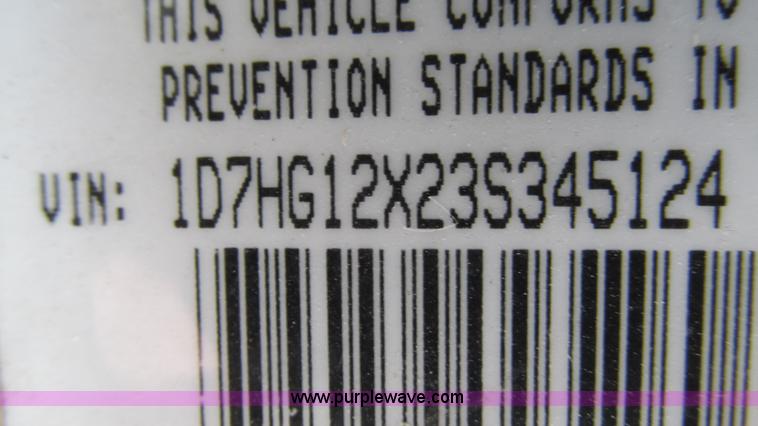 THIS VEHICLE CONFORMS TO
PREVENTION STANDARDS IN
VIN: 1D7HG12X23S345124
www.purplewave.com